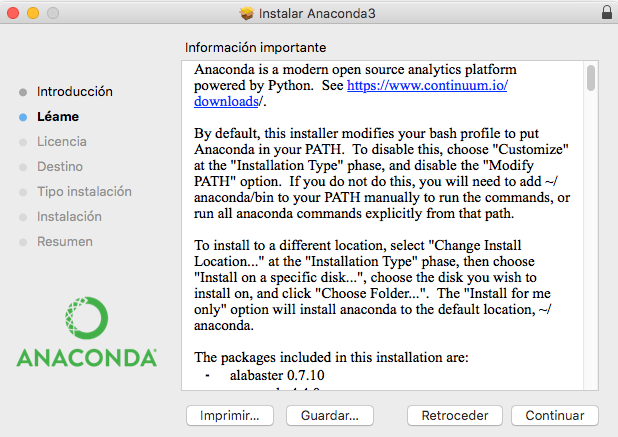 Instalar Anaconda3
Información importante
Introducción
Léame
Licencia
Destino
Tipo instalación
Instalación
Resumen
ANACONDA
Anaconda is a modern open source analytics platform
powered by Python. See https://www.continuum.io/
downloads/.
By default, this installer modifies your bash profile to put
Anaconda in your PATH. To disable this, choose "Customize"
at the "Installation Type" phase, and disable the "Modify
PATH" option. If you do not do this, you will need to add ~/
anaconda/bin to your PATH manually to run the commands, or
run all anaconda commands explicitly from that path.
To install to a different location, select "Change Install
Location..." at the "Installation Type" phase, then choose
"Install on a specific disk...", choose the disk you wish to
install on, and click "Choose Folder...". The "Install for me
only" option will install anaconda to the default location, ~/
anaconda.
The packages included in this installation are:
- alabaster 0.7.10
Imprimir...
Guardar...
Retroceder
Continuar